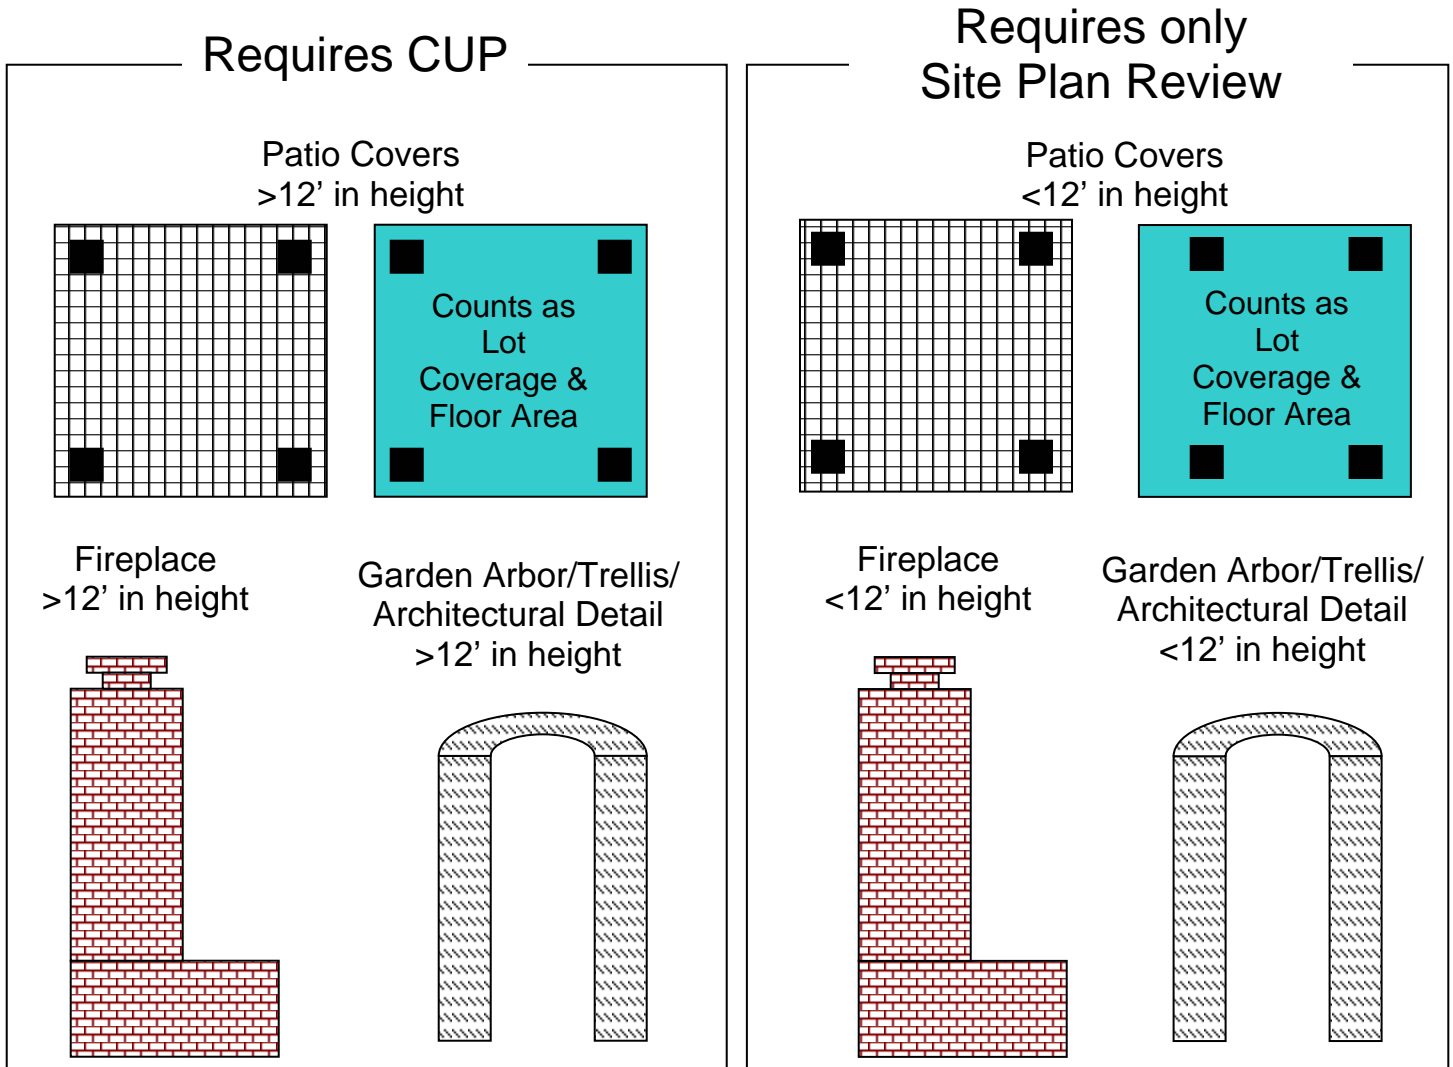 Requires CUP
Patio Covers
>12’ in height
Counts as
Lot
Coverage &
Floor Area
Fireplace
>12’ in height
Garden Arbor/Trellis/
Architectural Detail
>12’ in height
Requires only
Site Plan Review
Patio Covers
<12’ in height
Counts as
Lot
Coverage &
Floor Area
Fireplace
<12’ in height
Garden Arbor/Trellis/
Architectural Detail
<12’ in height